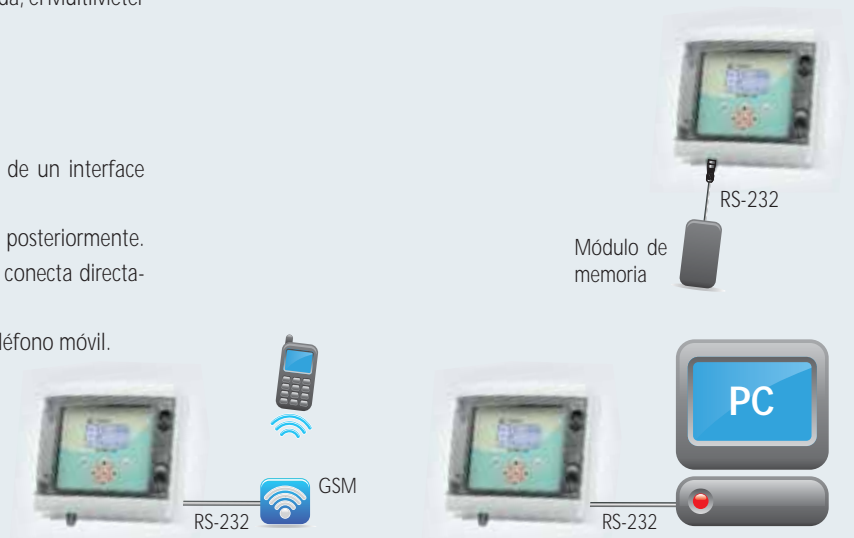 da, el MultiMeter
de un interface
posteriormente.
conecta directa-
léfono móvil.
RS-232
Módulo de
memoria
GSM
RS-232
PC
RS-232